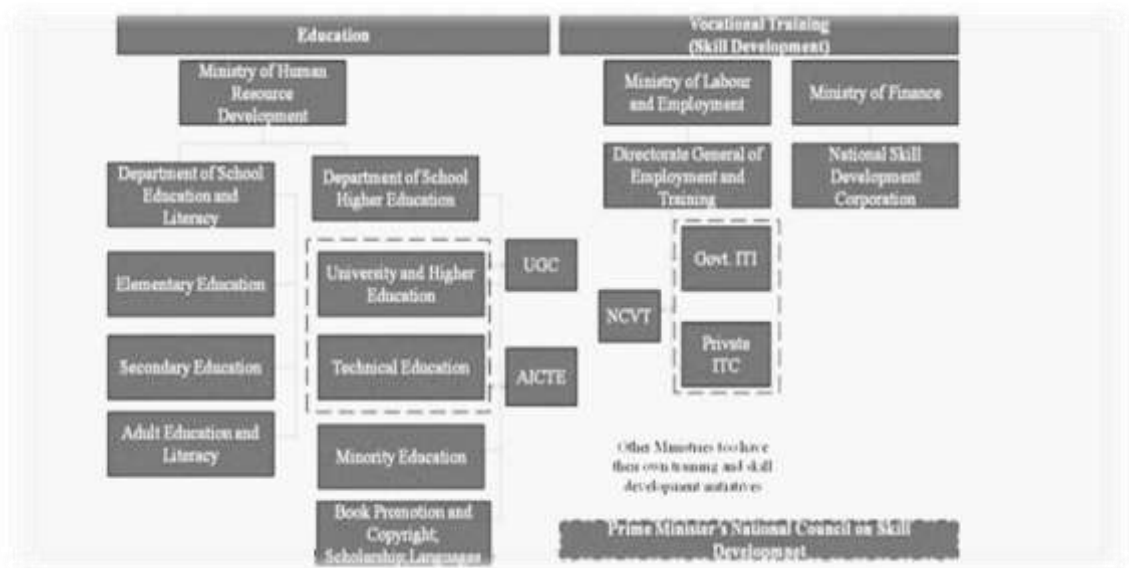 Education
Vocational Training
(Skill Development)
Ministry of Human
Resource
Development
Ministry of Labour
and Employment
Ministry of Finance
Department of School
Education and
Literacy
Department of School
Higher Education
Directorate General of
Employment and
Training
National Skill
Development
Corporation
Elementary Education
University and Higher
Education
UGC
Govt. ITI
NCVT
Secondary Education
Technical Education
AICTE
Private
ITC
Adult Education and
Literacy
Minority Education
Other Ministries too have
their own training and skill
development initiatives
Book Promotion and
Copyright,
Scholarship; Languages
Prime Minister's National Council on Skill
Developmnet